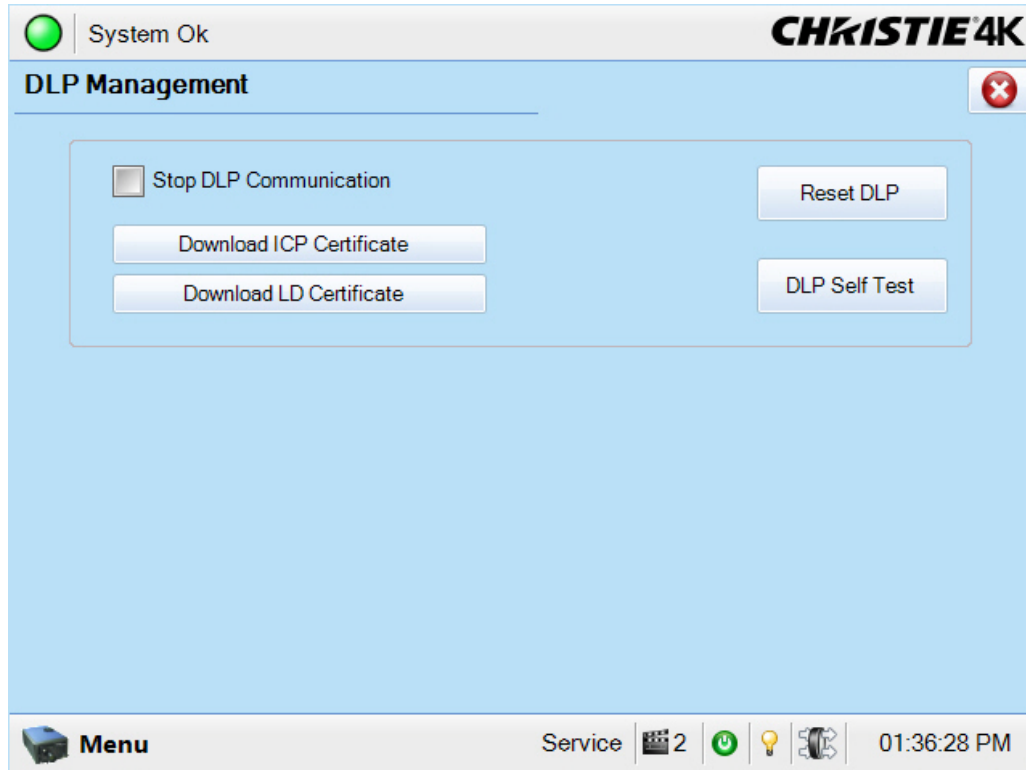 System Ok
CHRISTIE 4K
DLP Management
Stop DLP Communication
Reset DLP
Download ICP Certificate
Download LD Certificate
DLP Self Test
Menu
Service
2
01:36:28 PM